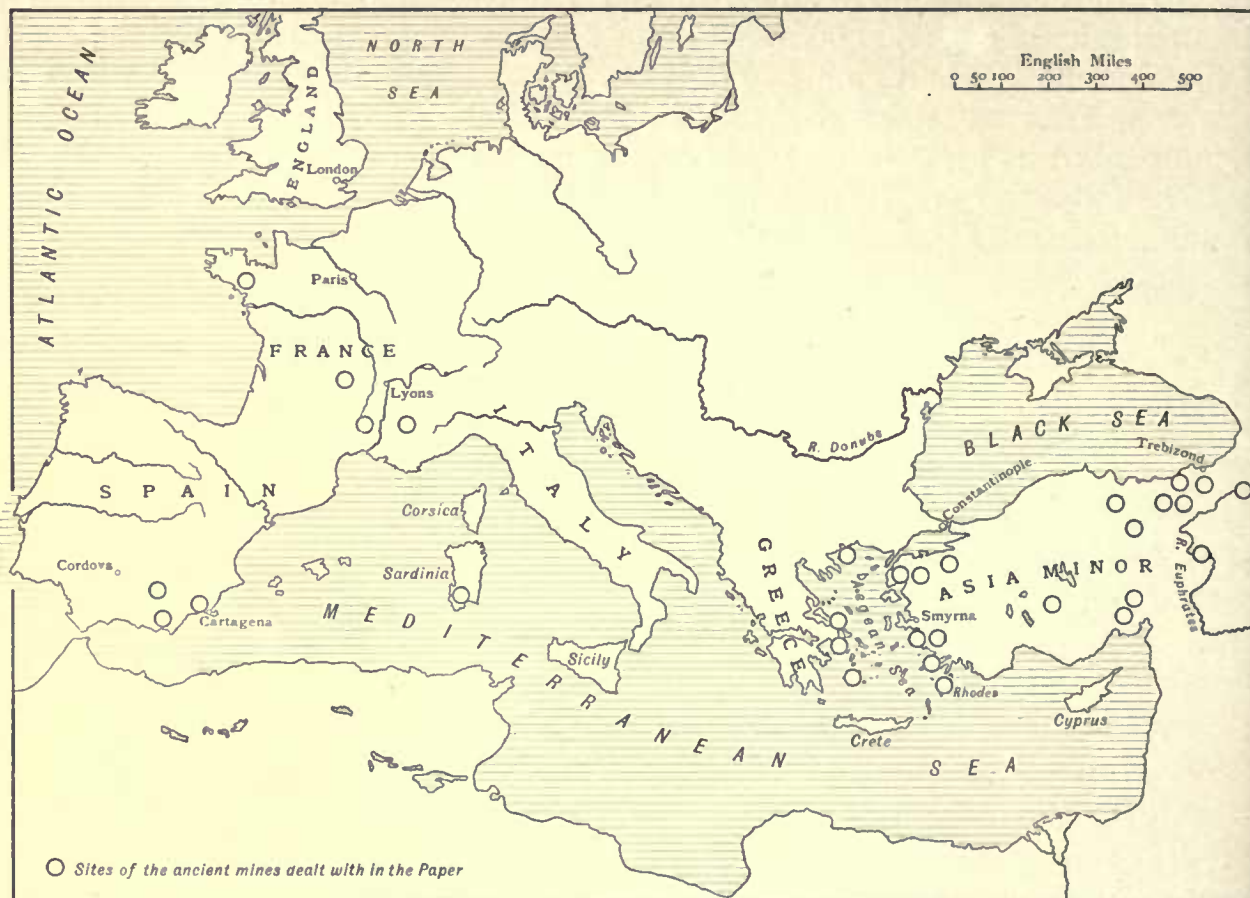 NORTH
SEA
English Miles
0 50 100 200 300 400 500
ATLANTIC OCEAN
ENGLAND
London
Paris
FRANCE
Lyons
ITALY
R. Donube
BLACK SEA
Trebizond
Constantinople
SPAIN
Corsica
Cordova
Sardinia
Cartagena
MEDITERRANEAN SEA
GREECE
Aegean Sea
ASIA MINOR
R. Euphrates
Smyrna
Sicily
Rhodes
Cyprus
Crete
Sites of the ancient mines dealt with in the Paper